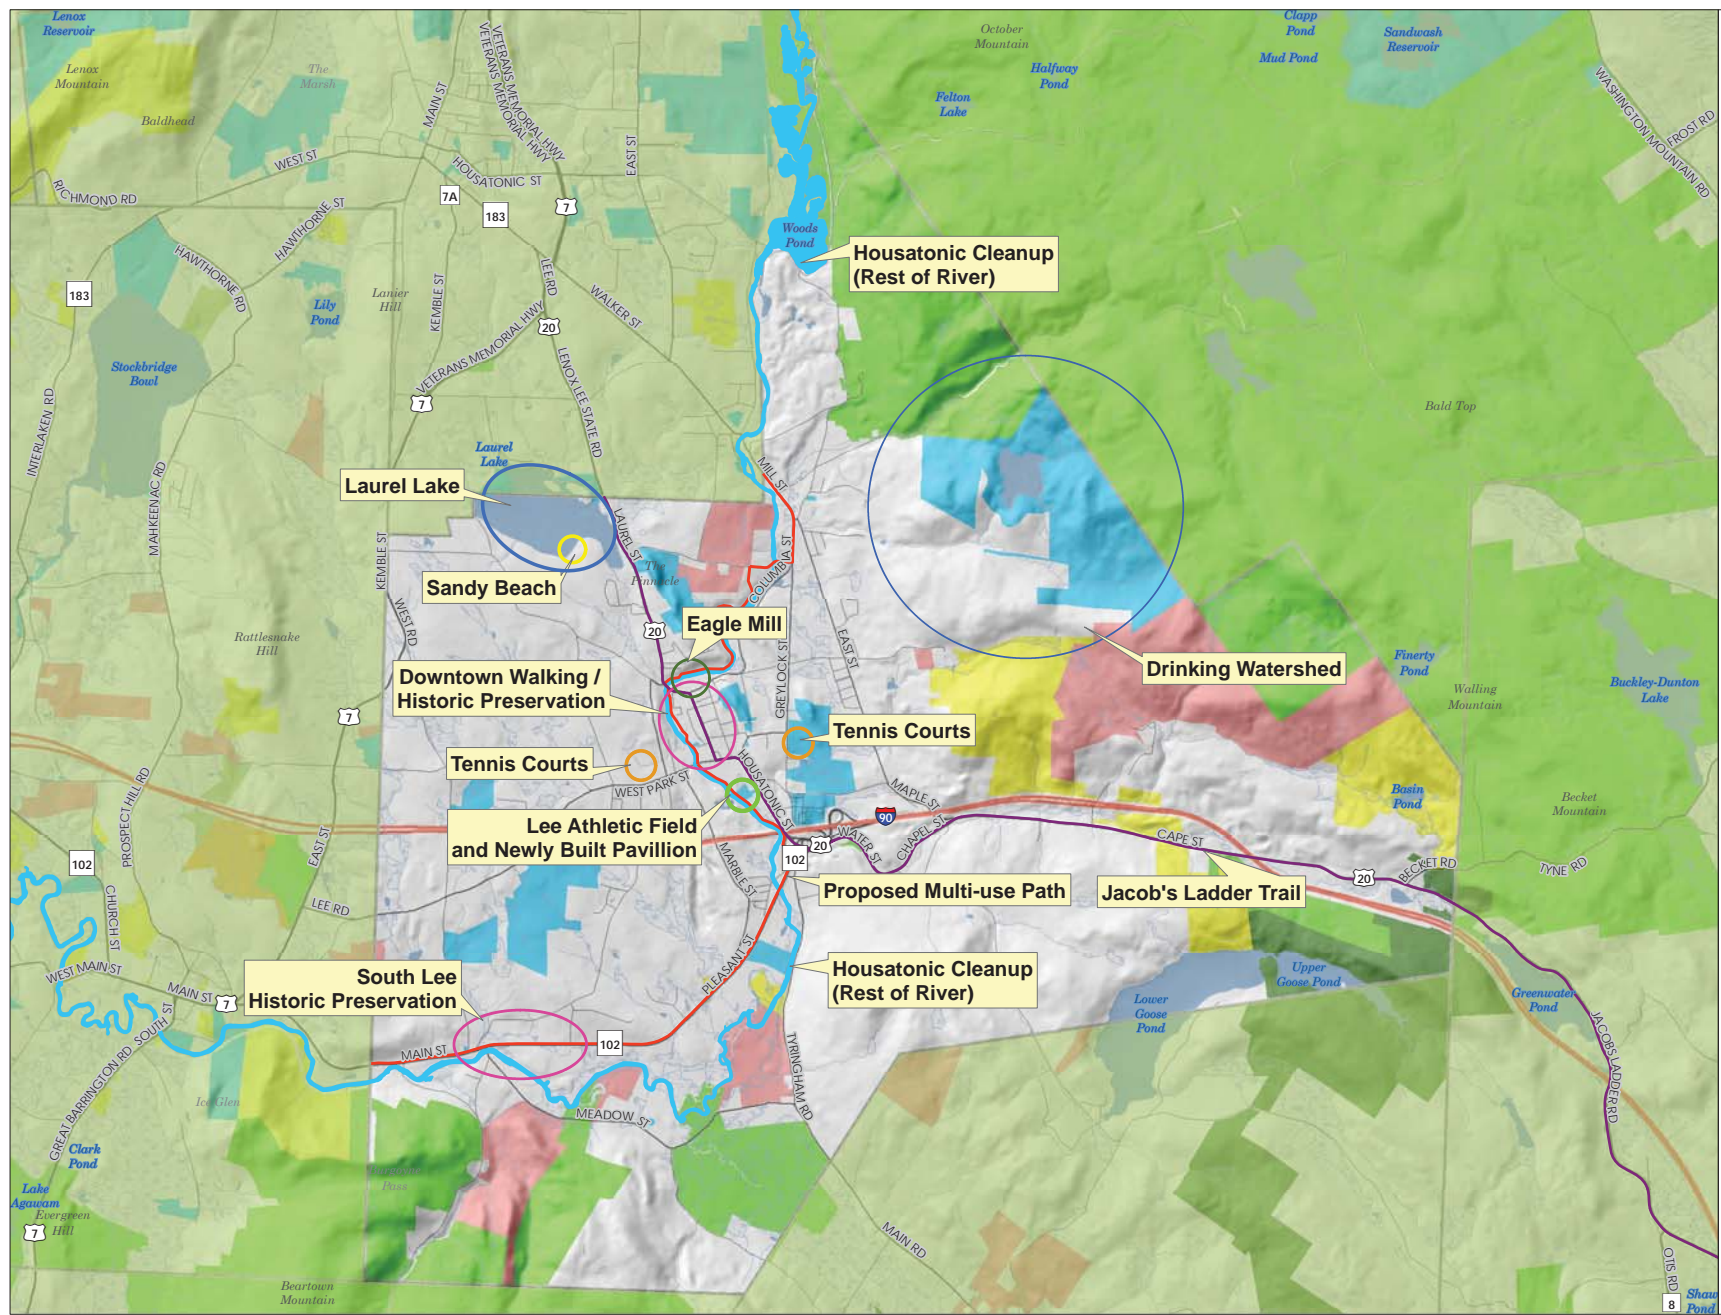 Lenox
Reservoir
Lenox
Mountain
The
Marsh
Baldhead
MAIN ST
VETERANS MEMORIAL HWY
VETERANS MEMORIAL HWY
EAST ST
WEST ST
HOUSATONIC ST
RICHMOND RD
7A
183
7
HAWTHORNE ST
HAWTHORNE RD
October
Mountain
Halfway
Pond
Felton
Lake
Clapp
Pond
Mud Pond
Sandwash
Reservoir
WASHINGTON MOUNTAIN RD
FROST RD
Woods
Pond
Housatonic Cleanup
(Rest of River)
183
Lily
Pond
Lanier
Hill
KEMBLE ST
LEE RD
WALKER ST
20
VETERANS MEMORIAL HWY
Stockbridge
Bowl
7
LENOX LEE STATE RD
INTERLAKEN RD
MAHKEENAC RD
Bald Top
Laurel
Lake
Laurel Lake
MILL ST
LAUREL ST
KEMBLE ST
COLUMBIA ST
The
Pinnacle
Sandy Beach
WEST RD
Rattlesnake
Hill
20
Eagle Mill
EAST ST
GREYLOCK ST
Drinking Watershed
Finerty
Pond
Walling
Mountain
Buckley-Dunton
Lake
Downtown Walking /
Historic Preservation
7
Tennis Courts
Tennis Courts
HOUSATONIC ST
WEST PARK ST
MAPLE ST
PROSPECT HILL RD
Basin
Pond
Becket
Mountain
90
Lee Athletic Field
and Newly Built Pavillion
EAST ST
WATER ST
CHAPEL ST
20
CAPE ST
102
MARBLE ST
102
20
BECKET RD
TYNE RD
Proposed Multi-use Path
Jacob's Ladder Trail
CHURCH ST
LEE RD
PLEASANT ST
WEST MAIN ST
MAIN ST
7
South Lee
Historic Preservation
Housatonic Cleanup
(Rest of River)
Upper
Goose Pond
Lower
Goose
Pond
Greenwater
Pond
SOUTH ST
GREAT BARRINGTON RD
MAIN ST
102
TYRINGHAM RD
JACOBS LADDER RD
Ice Glen
MEADOW ST
Clark
Pond
Pass
Lake
Agawam
Evergreen
Hill
7
MAIN RD
OTIS RD
Beartown
Mountain
8
Shaw
Pond